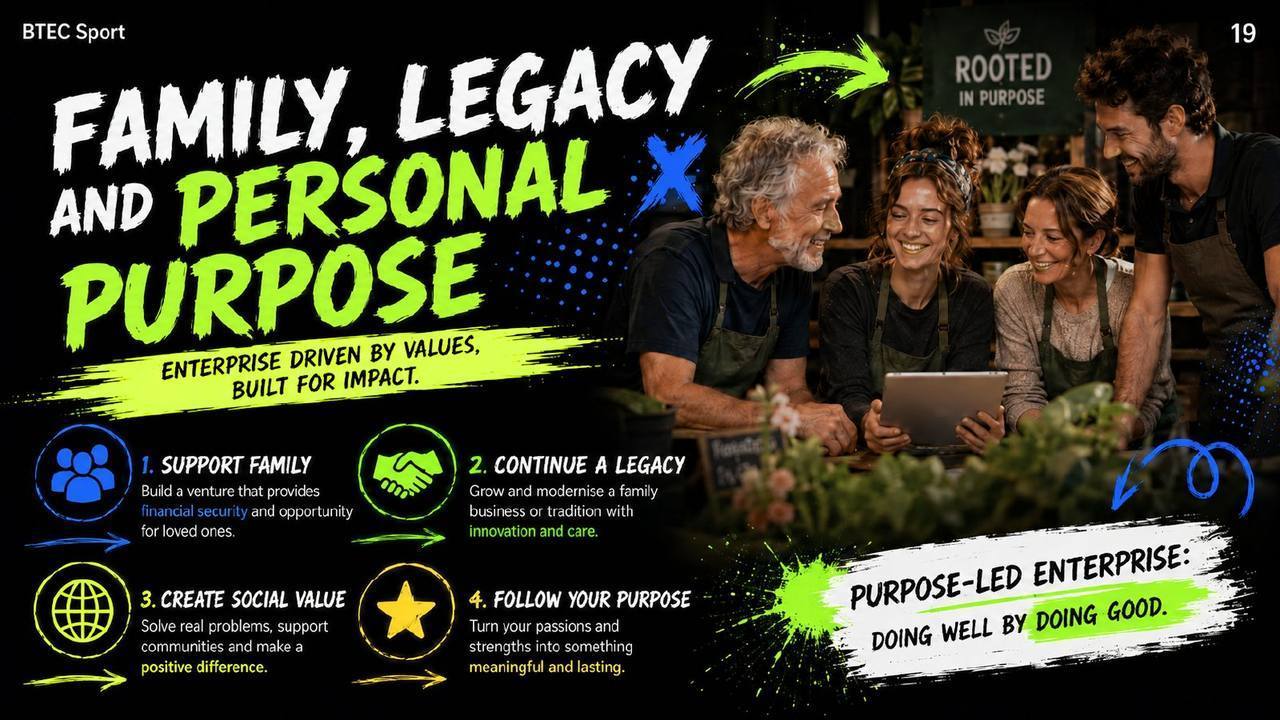 BTEC Sport
19
FAMILY, LEGACY
AND PERSONAL
PURPOSE
ENTERPRISE DRIVEN BY VALUES,
BUILT FOR IMPACT.
ROOTED
IN PURPOSE
1. SUPPORT FAMILY
Build a venture that provides
financial security and opportunity
for loved ones.
2. CONTINUE A LEGACY
Grow and modernise a family
business or tradition with
innovation and care.
3. CREATE SOCIAL VALUE
Solve real problems, support
communities and make a
positive difference.
4. FOLLOW YOUR PURPOSE
Turn your passions and
strengths into something
meaningful and lasting.
PURPOSE-LED ENTERPRISE:
DOING WELL BY DOING GOOD.